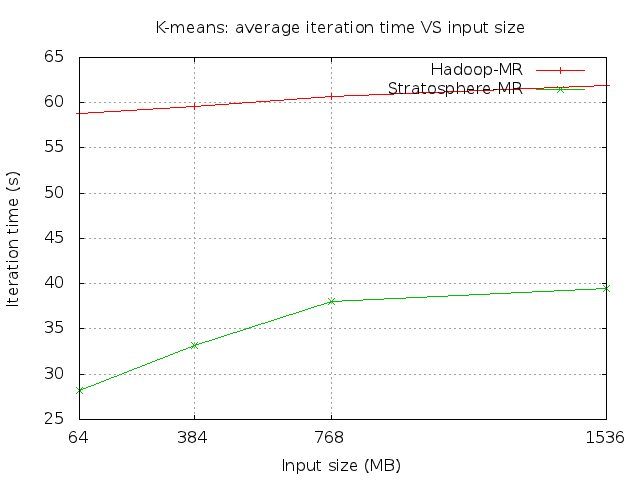 K-means: average iteration time VS input size
65
60
55
50
45
40
35
30
25
Iteration time (s)
Hadoop-MR
Stratosphere-MR
64 384 768 1536
Input size (MB)